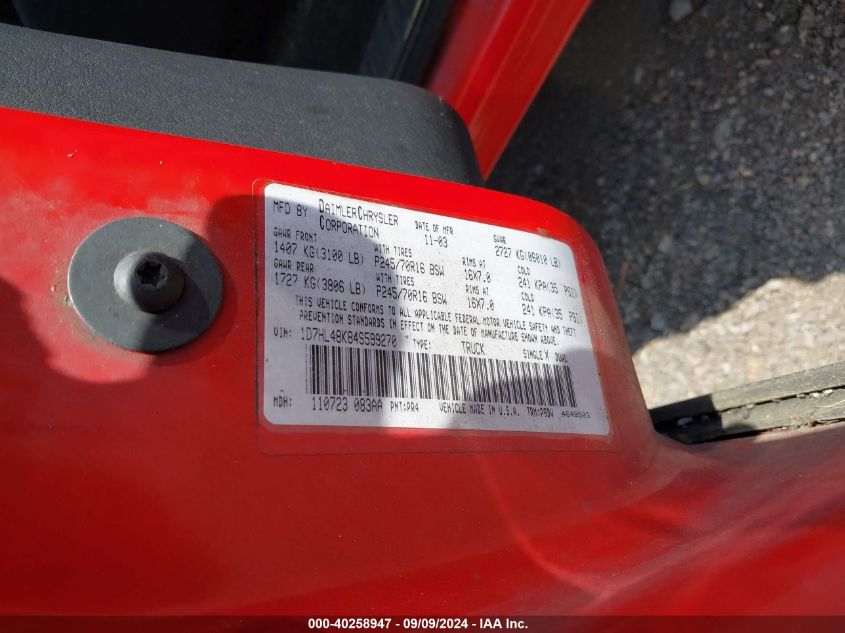 MFD BY DAIMLERCHRYSLER CORPORATION DATE OF MFR 11-03 GVWR 2727 KG(06010 LB)
GAWR FRONT WITH TIRES RIMS AT COLD
1407 KG(3100 LB) P245/70R16 BSW 16X7.0 241 KPA(35 PSI)
GAWR REAR WITH TIRES RIMS AT COLD
1727 KG(3806 LB) P245/70R16 BSW 16X7.0 241 KPA(35 PSI)
THIS VEHICLE CONFORMS TO ALL APPLICABLE FEDERAL MOTOR VEHICLE SAFETY AND THEFT
PREVENTION STANDARDS IN EFFECT ON THE DATE OF MANUFACTURE SHOWN ABOVE.
VIN: 1D7HL48K84S599270 TYPE: TRUCK SINGLE X DUAL
MDH: 110723 083AA PNT:PR4 VEHICLE MADE IN U.S.A. TRM:P8DV 4648503
000-40258947 - 09/09/2024 - IAA Inc.